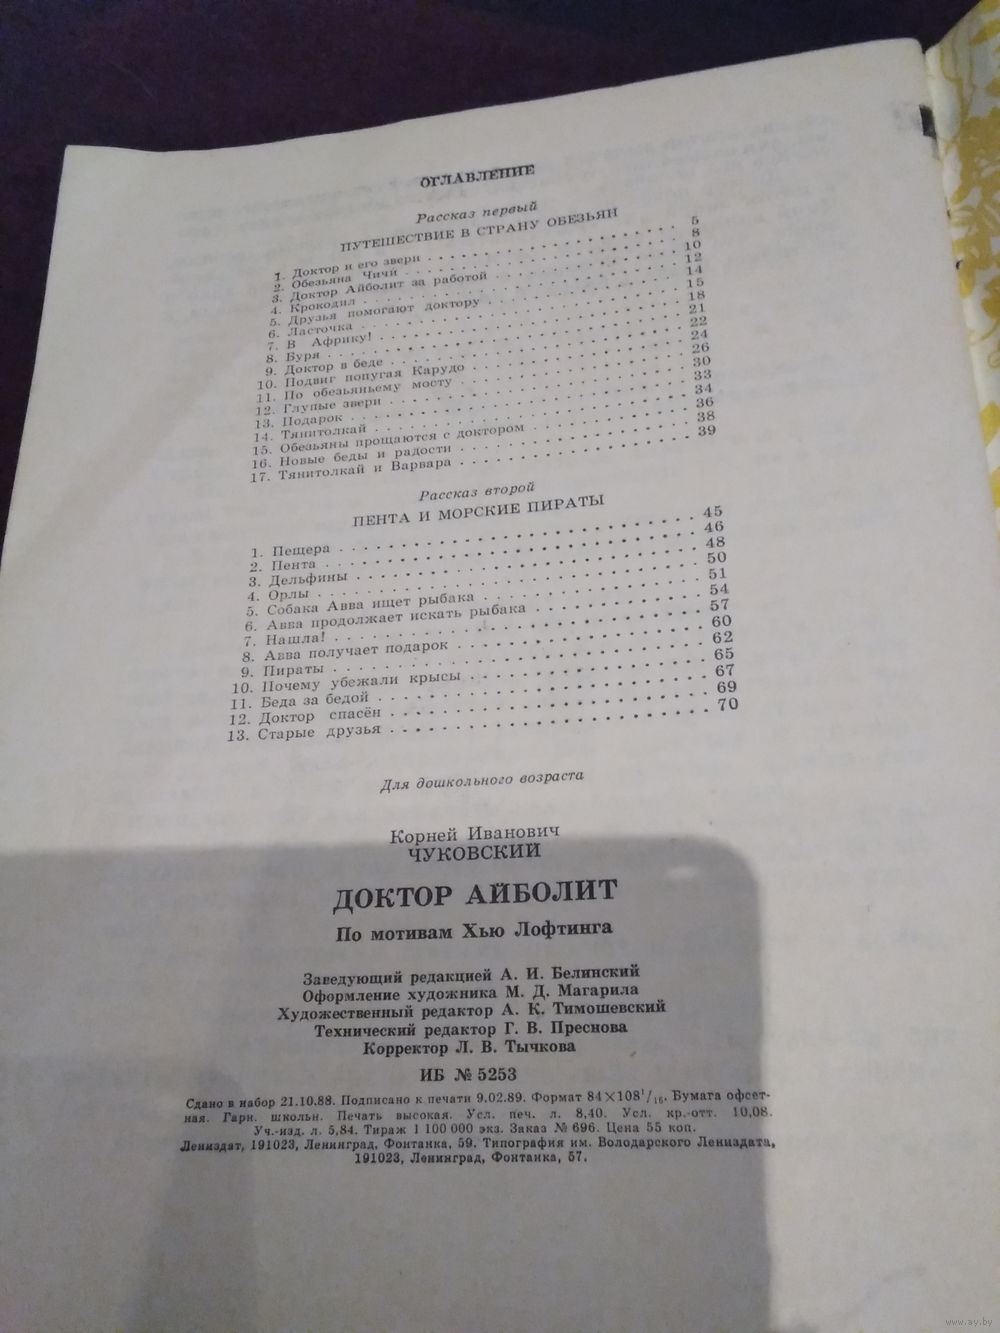 ОГЛАВЛЕНИЕ
Рассказ первый
ПУТЕШЕСТВИЕ В СТРАНУ ОБЕЗЬЯН
1. Доктор и его звери . . . 5
2. Обезьяна Чичи . . . 8
3. Доктор Айболит за работой . . . 10
4. Крокодил . . . 12
5. Друзья помогают доктору . . . 14
6. Ласточка . . . 15
7. В Африку! . . . 18
8. Буря . . . 21
9. Доктор в беде . . . 22
10. Подвиг попугая Карудо . . . 24
11. По обезьяньему мосту . . . 26
12. Глупые звери . . . 30
13. Подарок . . . 33
14. Тянитолкай . . . 34
15. Обезьяны прощаются с доктором . . . 36
16. Новые беды и радости . . . 38
17. Тянитолкай и Варвара . . . 39
Рассказ второй
ПЕНТА И МОРСКИЕ ПИРАТЫ
1. Пещера . . . 45
2. Пента . . . 46
3. Дельфины . . . 48
4. Орлы . . . 50
5. Собака Авва ищет рыбака . . . 51
6. Авва продолжает искать рыбака . . . 54
7. Нашла! . . . 57
8. Авва получает подарок . . . 60
9. Пираты . . . 62
10. Почему убежали крысы . . . 65
11. Беда за бедой . . . 67
12. Доктор спасён . . . 69
13. Старые друзья . . . 70
Для дошкольного возраста
Корней Иванович
ЧУКОВСКИЙ
ДОКТОР АЙБОЛИТ
По мотивам Хью Лофтинга
Заведующий редакцией А. И. Белинский
Оформление художника М. Д. Магарила
Художественный редактор А. К. Тимошевский
Технический редактор Г. В. Преснова
Корректор Л. В. Тычкова
ИБ № 5253
Сдано в набор 21.10.88. Подписано к печати 9.02.89. Формат 84×108¹/₁₆. Бумага офсет-
ная. Гарн. школьн. Печать высокая. Усл. печ. л. 8,40. Усл. кр.-отт. 10,08.
Уч.-изд. л. 5,84. Тираж 1 100 000 экз. Заказ № 696. Цена 55 коп.
Лениздат, 191023, Ленинград, Фонтанка, 59. Типография им. Володарского Лениздата,
191023, Ленинград, Фонтанка, 57.
www.ay.by